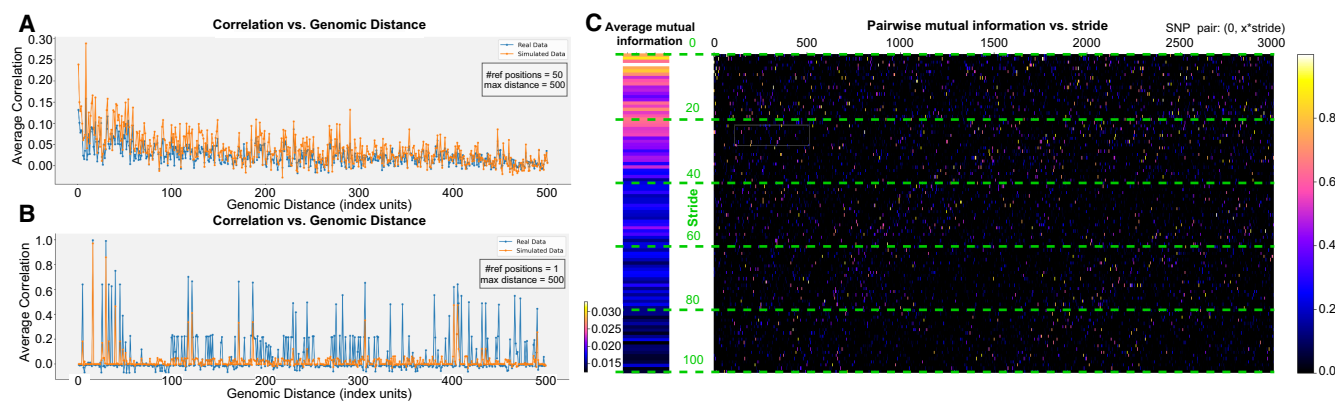 A
Correlation vs. Genomic Distance
Real Data
Simulated Data
#ref positions = 50
max distance = 500
Average Correlation
0.30
0.25
0.20
0.15
0.10
0.05
0.00
0
100
200
300
400
500
Genomic Distance (index units)
B
Correlation vs. Genomic Distance
Real Data
Simulated Data
#ref positions = 1
max distance = 500
Average Correlation
1.0
0.8
0.6
0.4
0.2
0.0
0
100
200
300
400
500
Genomic Distance (index units)
C
Average mutual
information
Pairwise mutual information vs. stride
SNP pair: (0, x*stride)
0
500
1000
1500
2000
2500
3000
0
20
40
60
80
100
Stride
0.030
0.025
0.020
0.015
0.8
0.6
0.4
0.2
0.0